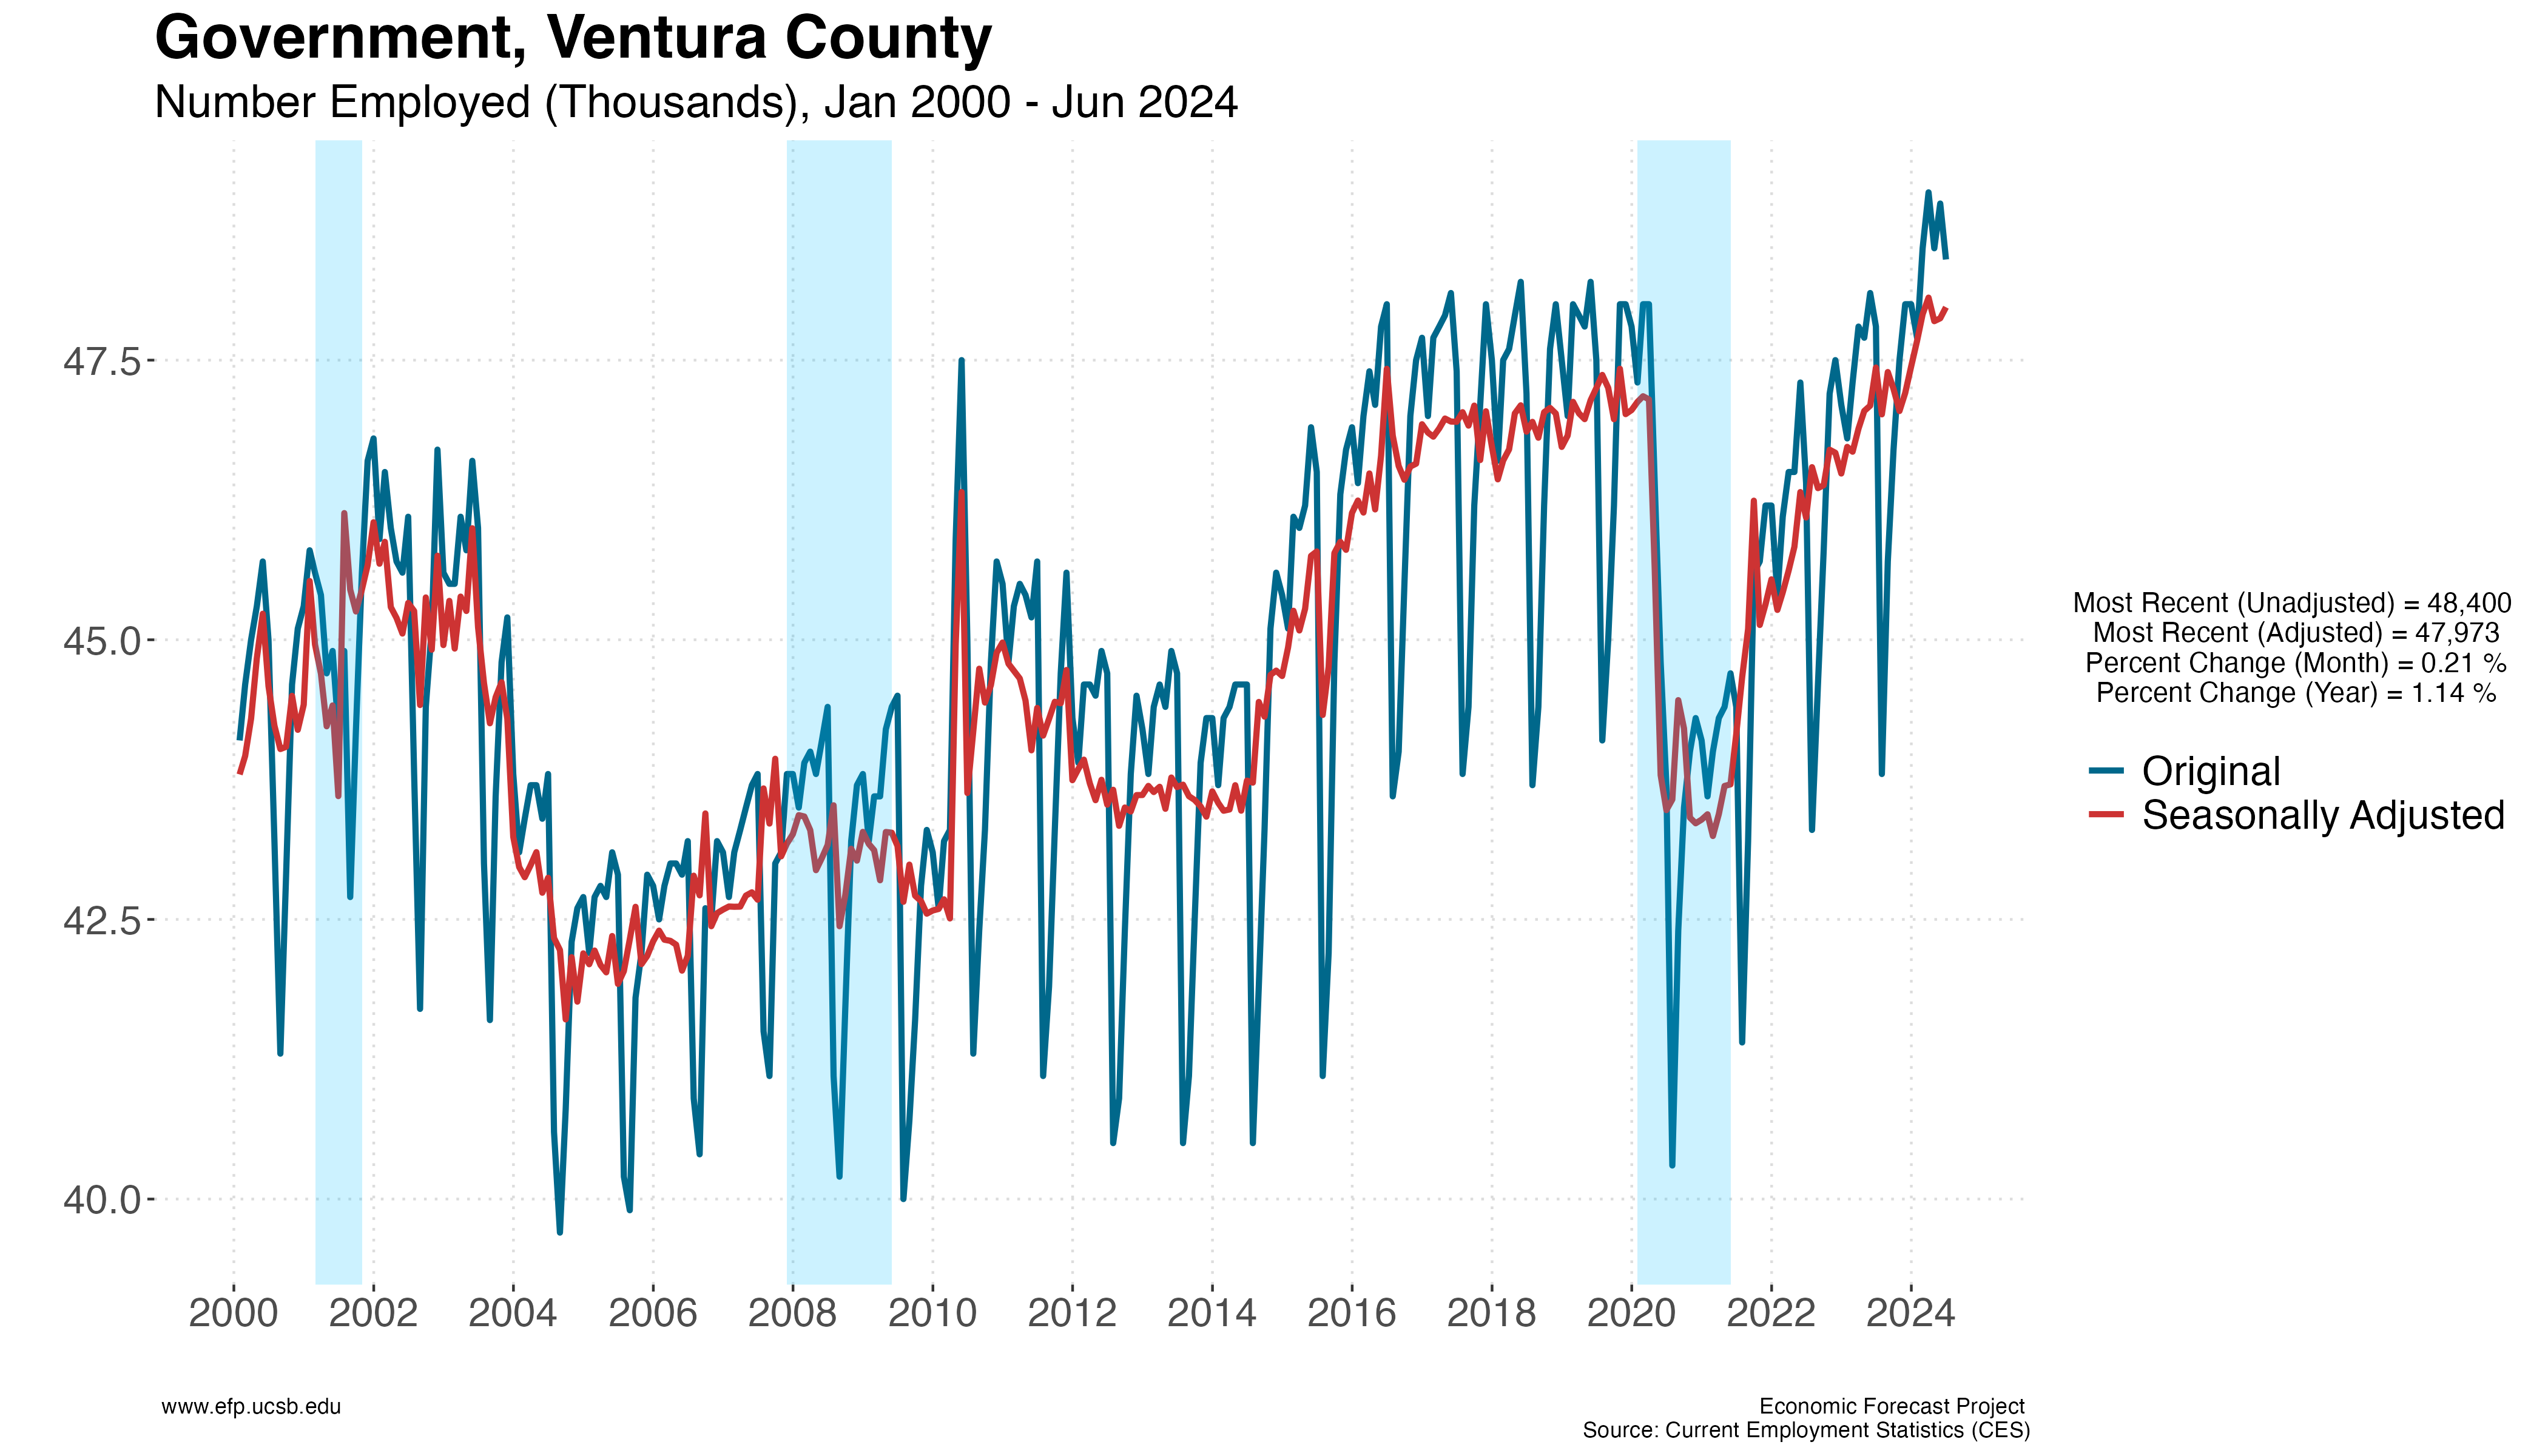 Government, Ventura County
Number Employed (Thousands), Jan 2000 - Jun 2024
47.5
45.0
42.5
40.0
2000 2002 2004 2006 2008 2010 2012 2014 2016 2018 2020 2022 2024
Most Recent (Unadjusted) = 48,400
Most Recent (Adjusted) = 47,973
Percent Change (Month) = 0.21 %
Percent Change (Year) = 1.14 %
Original
Seasonally Adjusted
www.efp.ucsb.edu
Economic Forecast Project
Source: Current Employment Statistics (CES)